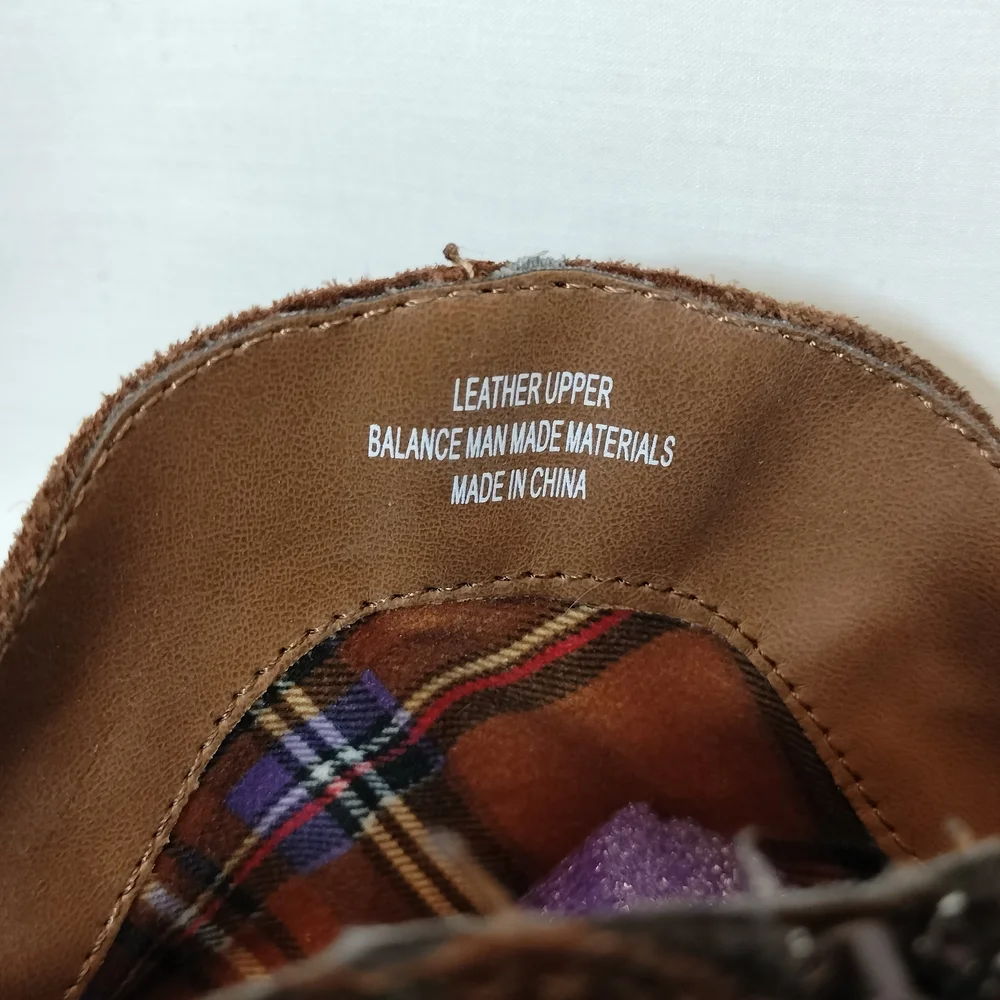 LEATHER UPPER
BALANCE MAN MADE MATERIALS
MADE IN CHINA